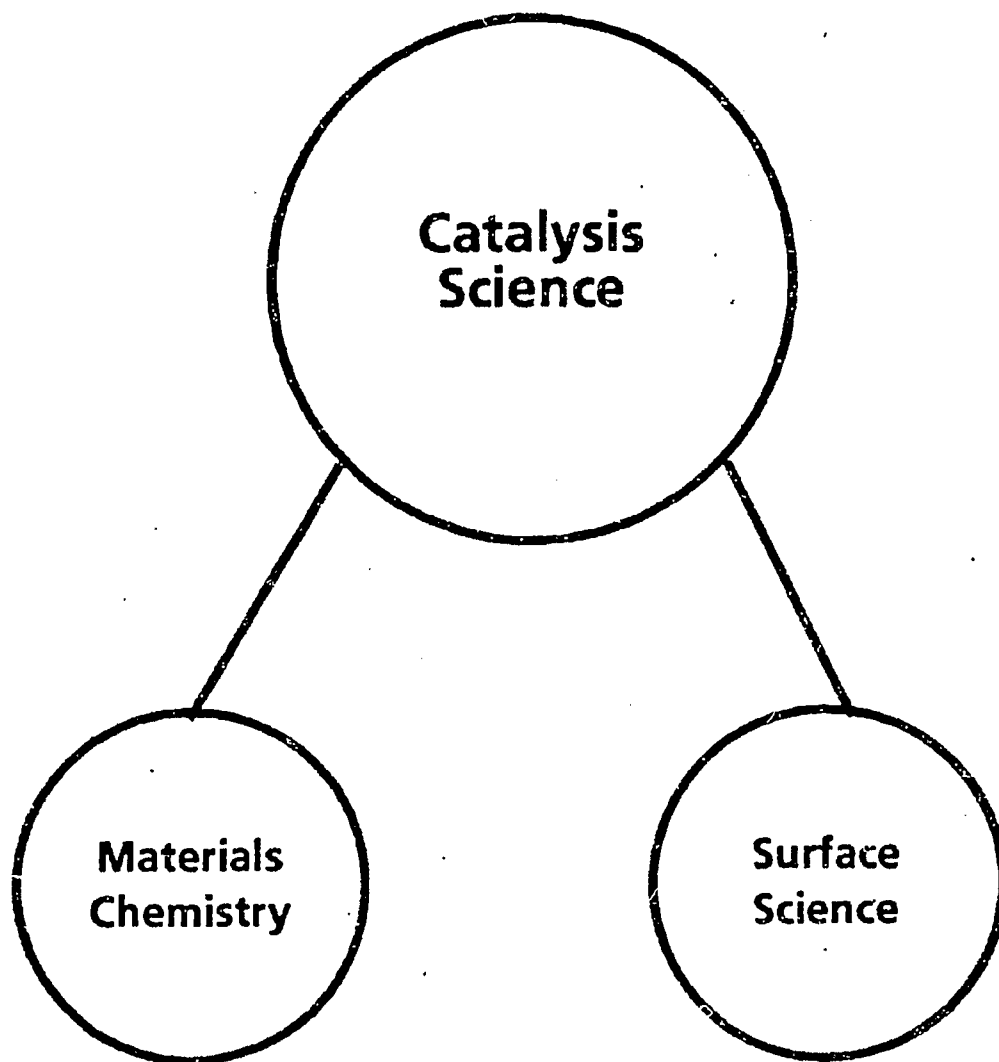 Catalysis
Science
Materials
Chemistry
Surface
Science